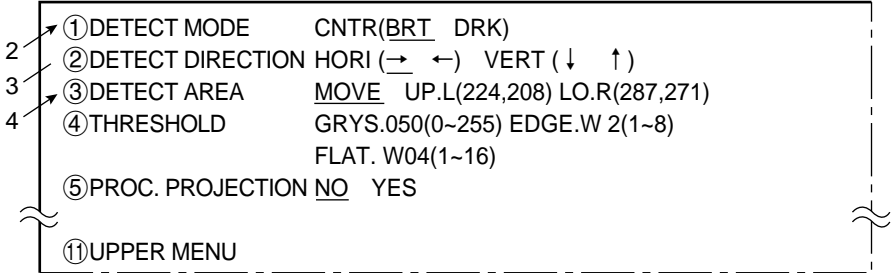 ①DETECT MODE CNTR(BRT DRK)
2
②DETECT DIRECTION HORI (→ ←) VERT (↓ ↑)
3
③DETECT AREA MOVE UP.L(224,208) LO.R(287,271)
4
④THRESHOLD GRYS.050(0~255) EDGE.W 2(1~8)
FLAT. W04(1~16)
⑤PROC. PROJECTION NO YES
⑪UPPER MENU